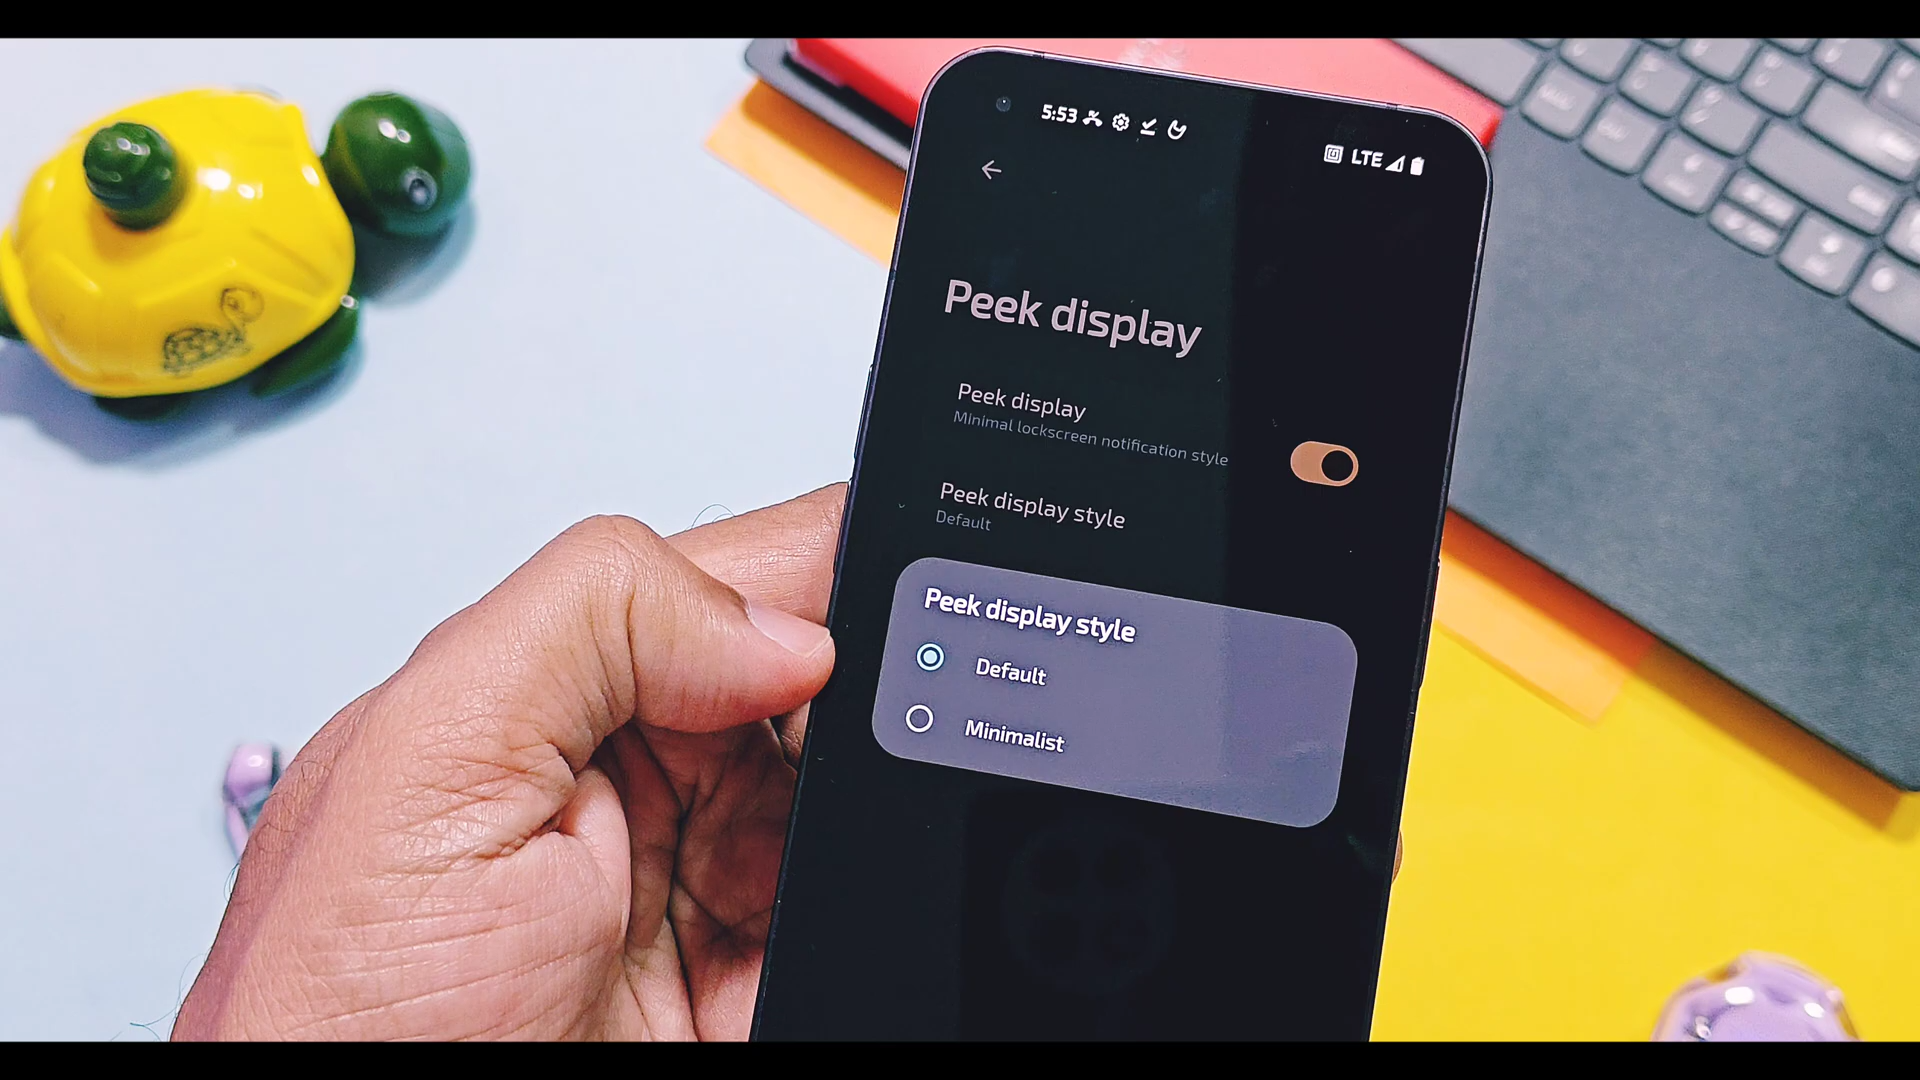 5:53
LTE
Peek display
Peek display
Minimal lockscreen notification style
Peek display style
Default
Peek display style
Default
Minimalist